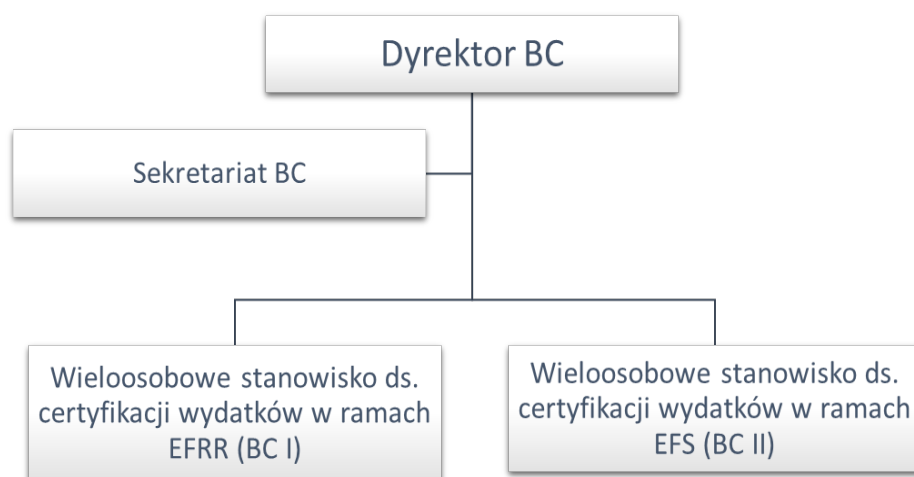 Dyrektor BC
Sekretariat BC
Wieloosobowe stanowisko ds.
certyfikacji wydatków w ramach
EFRR (BC I)
Wieloosobowe stanowisko ds.
certyfikacji wydatków w ramach
EFS (BC II)